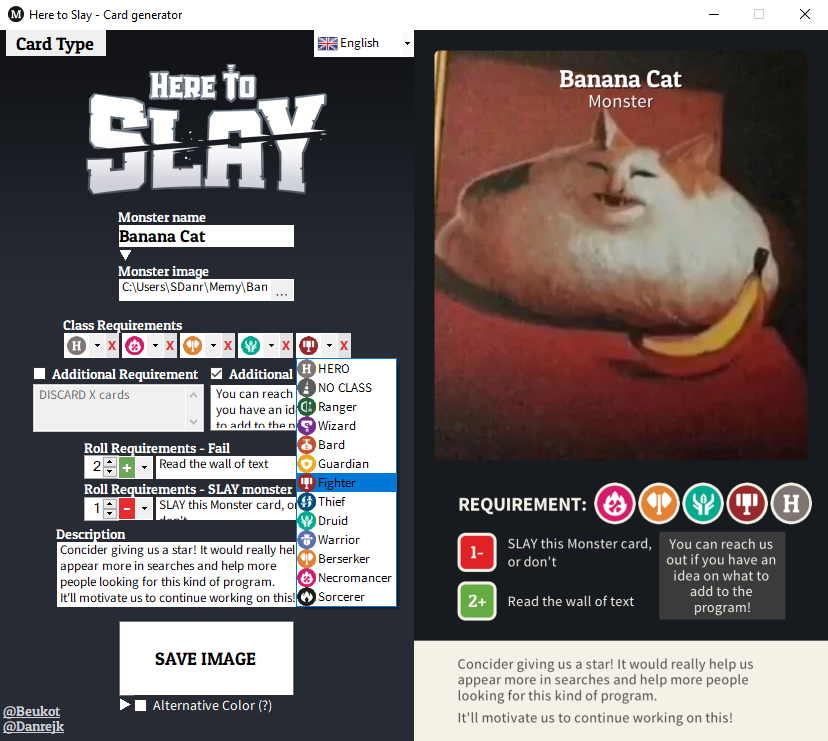 Here to Slay - Card generator
Card Type
English
HERE TO
SLAY
Monster name
Banana Cat
Monster image
C:\Users\SDanr\Memy\Ban
...
Class Requirements
X X X X X
Additional Requirement
Additional
DISCARD X cards
You can reach
you have an id
to add to the p
HERO
NO CLASS
Ranger
Wizard
Bard
Guardian
Fighter
Thief
Druid
Warrior
Berserker
Necromancer
Sorcerer
Roll Requirements - Fail
2 + Read the wall of text
Roll Requirements - SLAY monster
1 - SLAY this Monster card, o
don't
Description
Concider giving us a star! It would really hel
appear more in searches and help more
people looking for this kind of program.
It'll motivate us to continue working on this!
SAVE IMAGE
Alternative Color (?)
@Beukot
@Danrejk
Banana Cat
Monster
REQUIREMENT:
H
1-
SLAY this Monster card,
or don't
2+
Read the wall of text
You can reach us
out if you have an
idea on what to
add to the
program!
Concider giving us a star! It would really help us
appear more in searches and help more people
looking for this kind of program.
It'll motivate us to continue working on this!